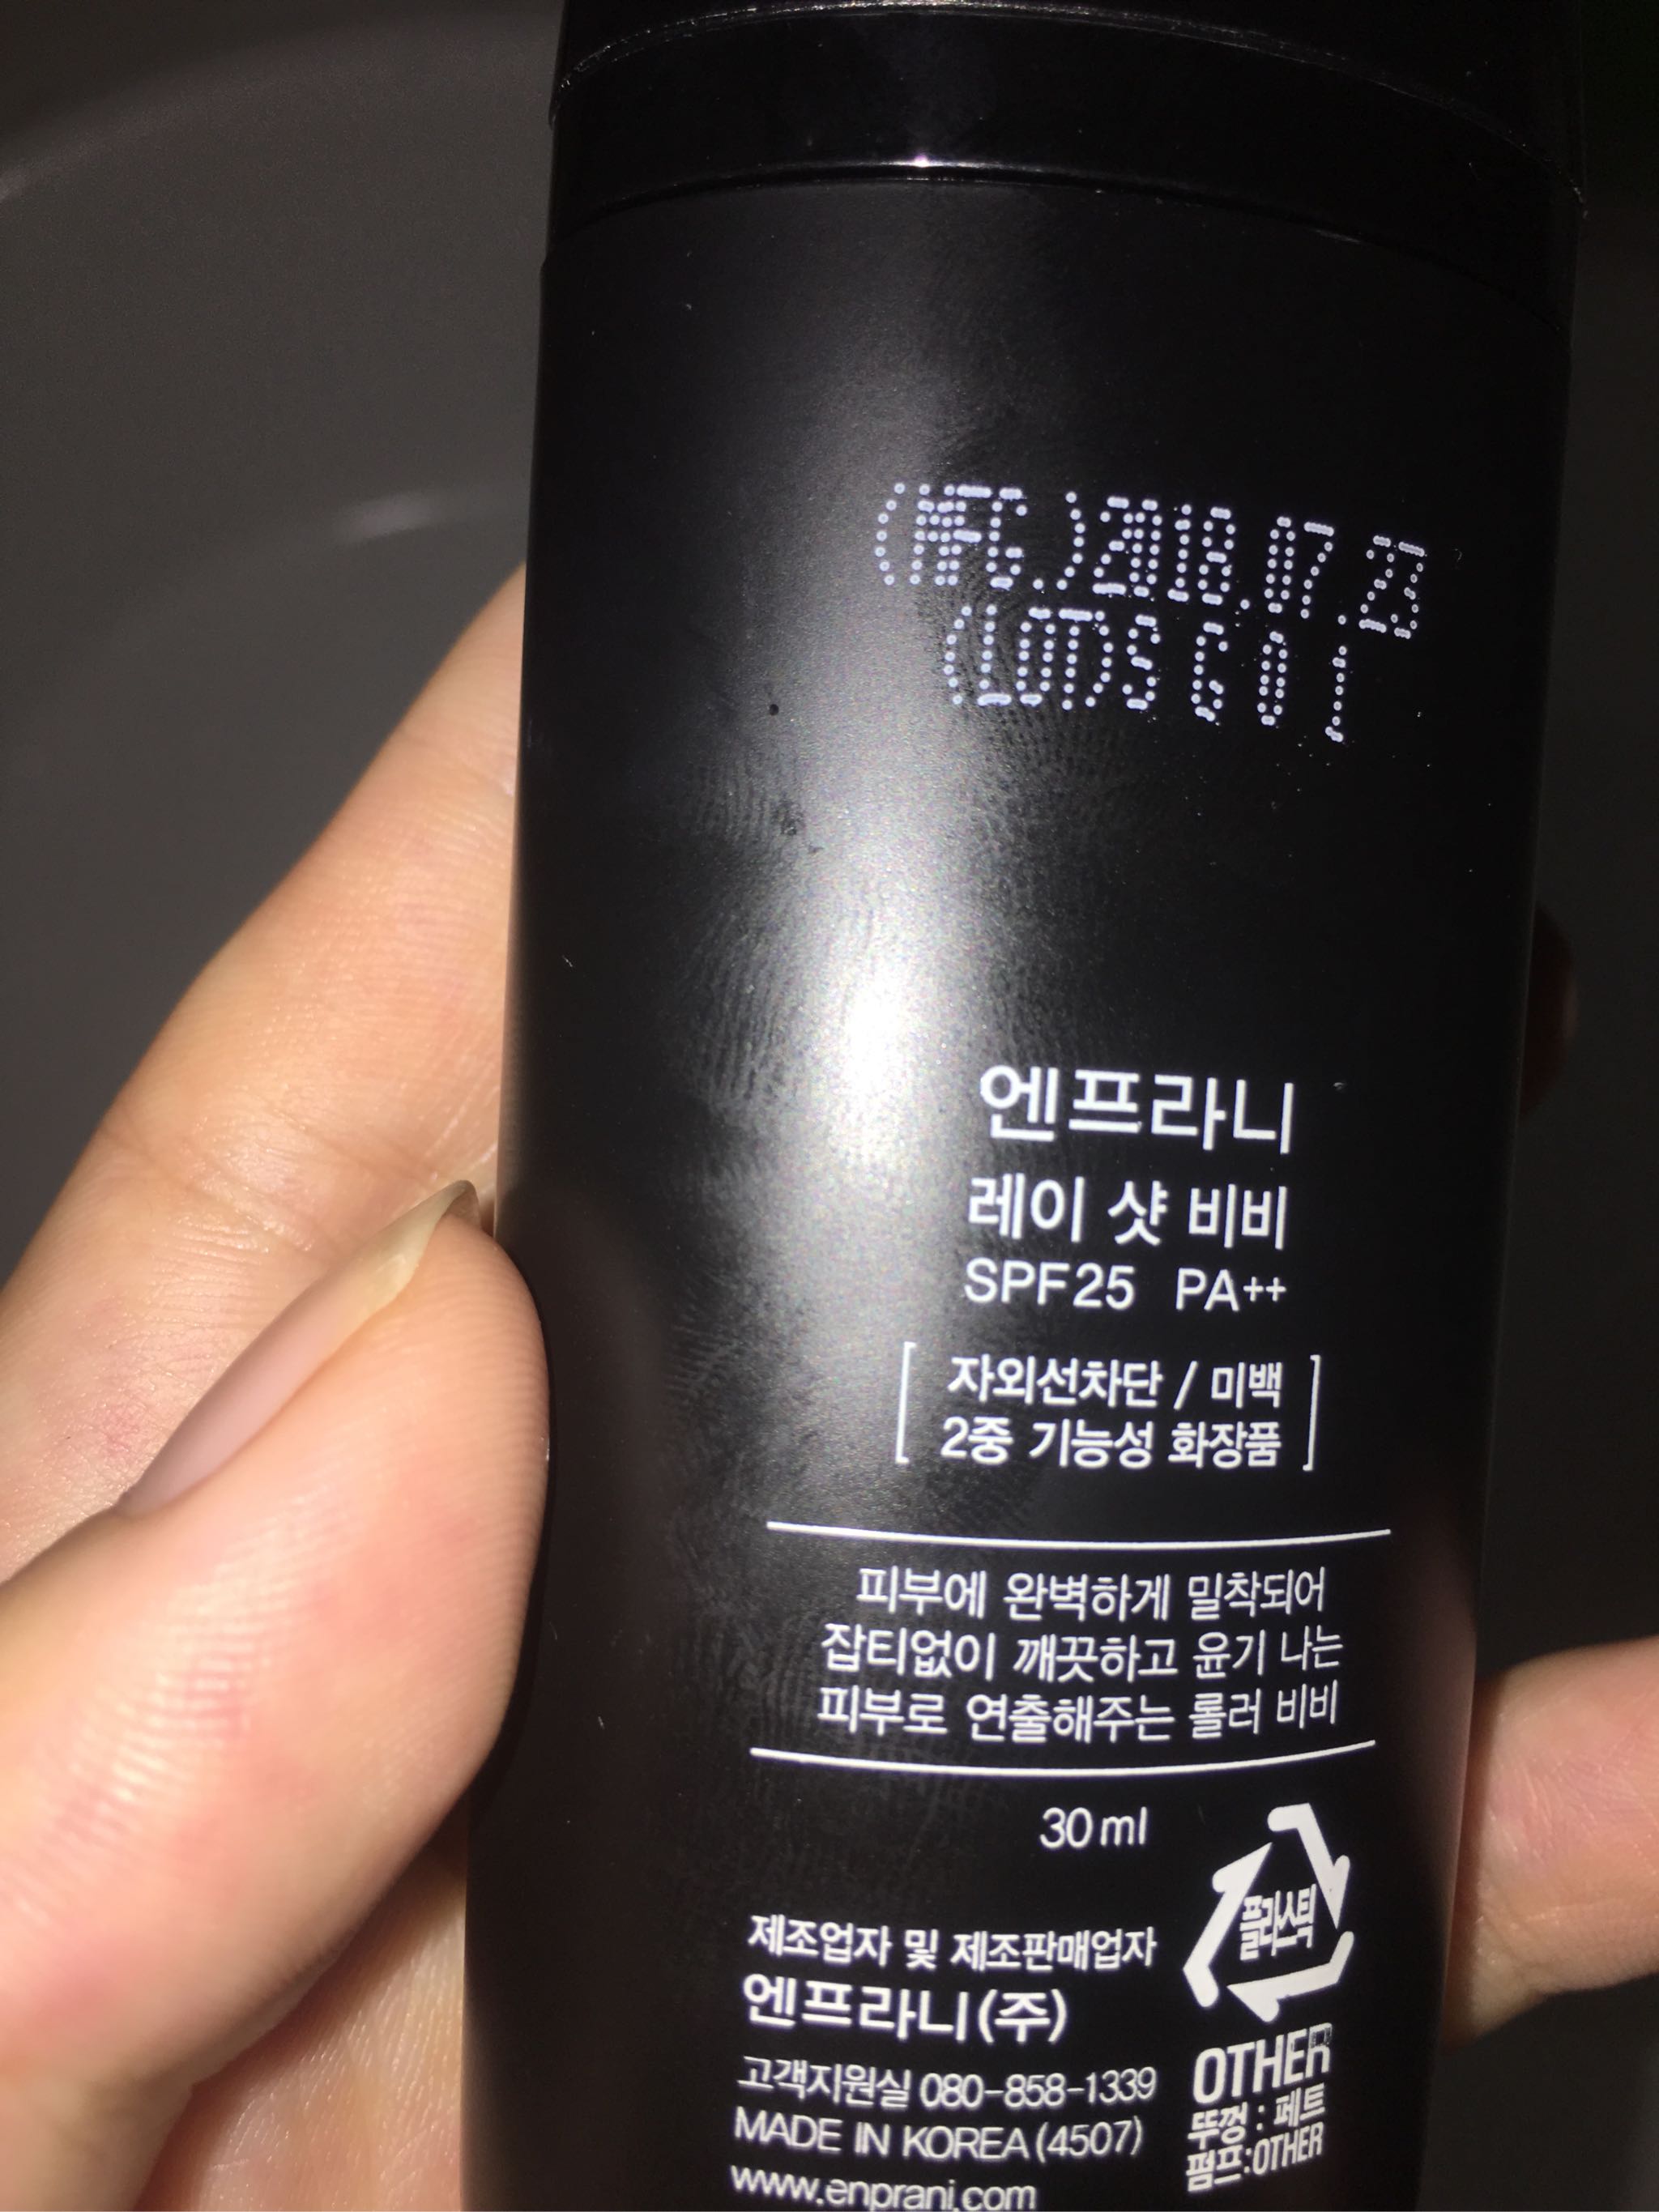 (MFG.)2018.07.23
(LOT)SG01
엔프라니
레이 샷 비비
SPF25 PA++
자외선차단 / 미백
2중 기능성 화장품
피부에 완벽하게 밀착되어
잡티없이 깨끗하고 윤기 나는
피부로 연출해주는 롤러 비비
30ml
플라스틱
OTHER
뚜껑 : 페트
펌프:OTHER
제조업자 및 제조판매업자
엔프라니(주)
고객지원실 080-858-1339
MADE IN KOREA (4507)
www.enprani.com